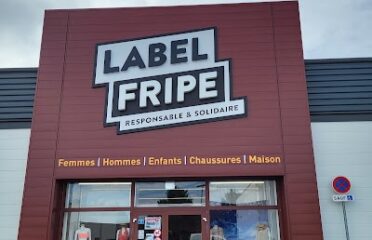 LABEL
FRIPE
RESPONSABLE & SOLIDAIRE
Femmes | Hommes | Enfants | Chaussures | Maison